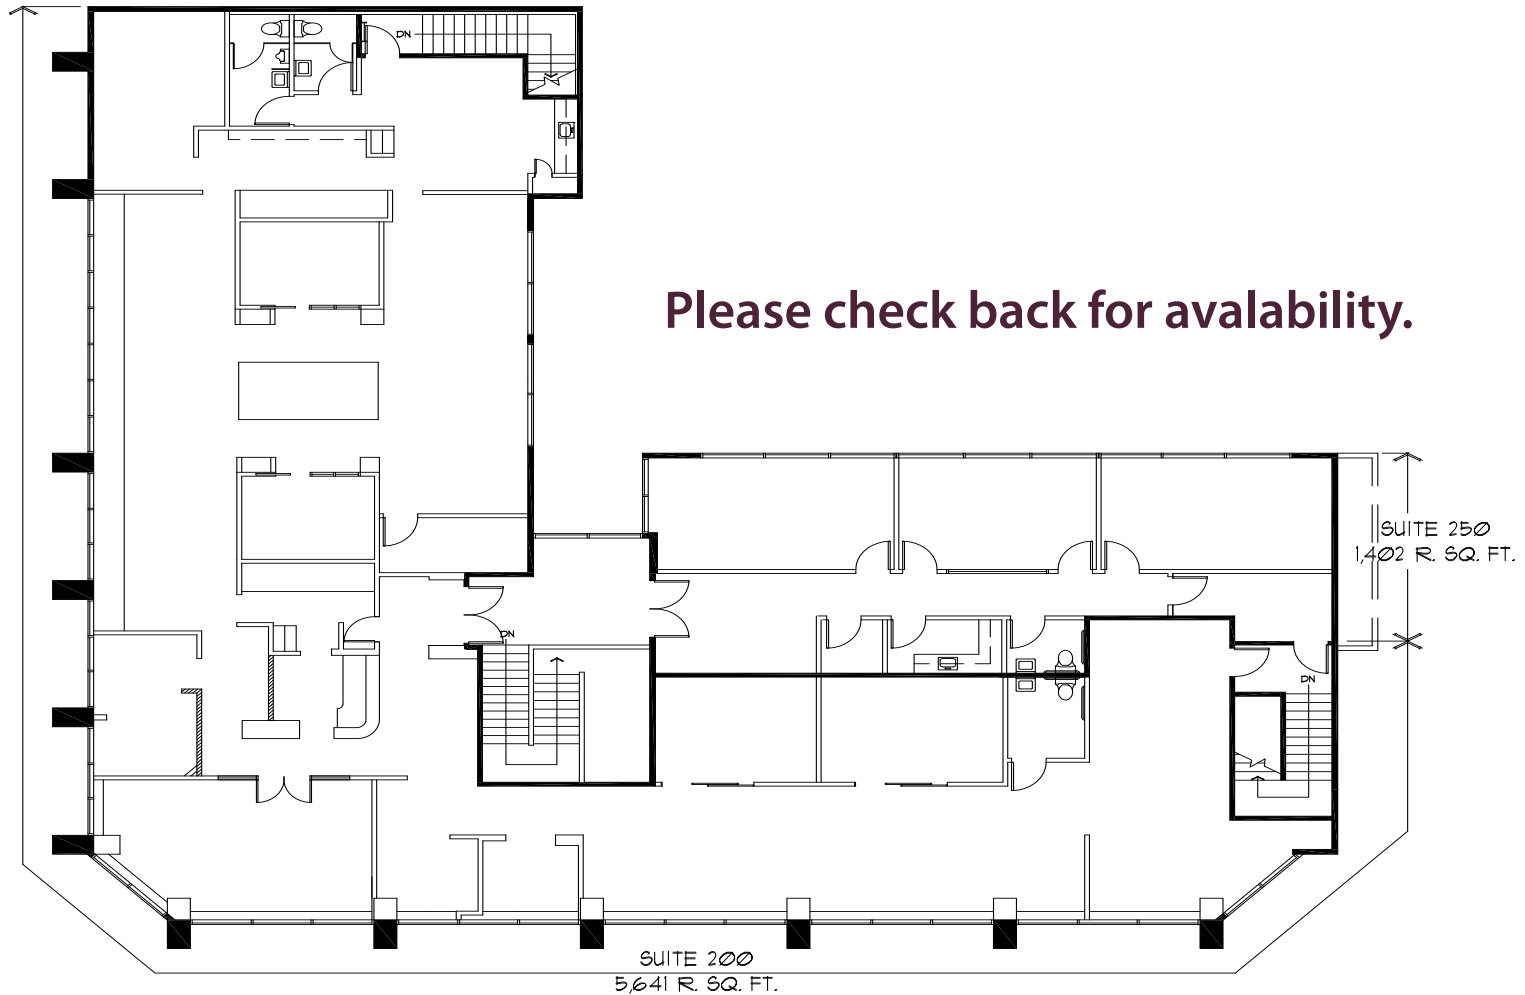 DN
Please check back for avalability.
SUITE 250
1,402 R. SQ. FT.
DN
DN
SUITE 200
5,641 R. SQ. FT.